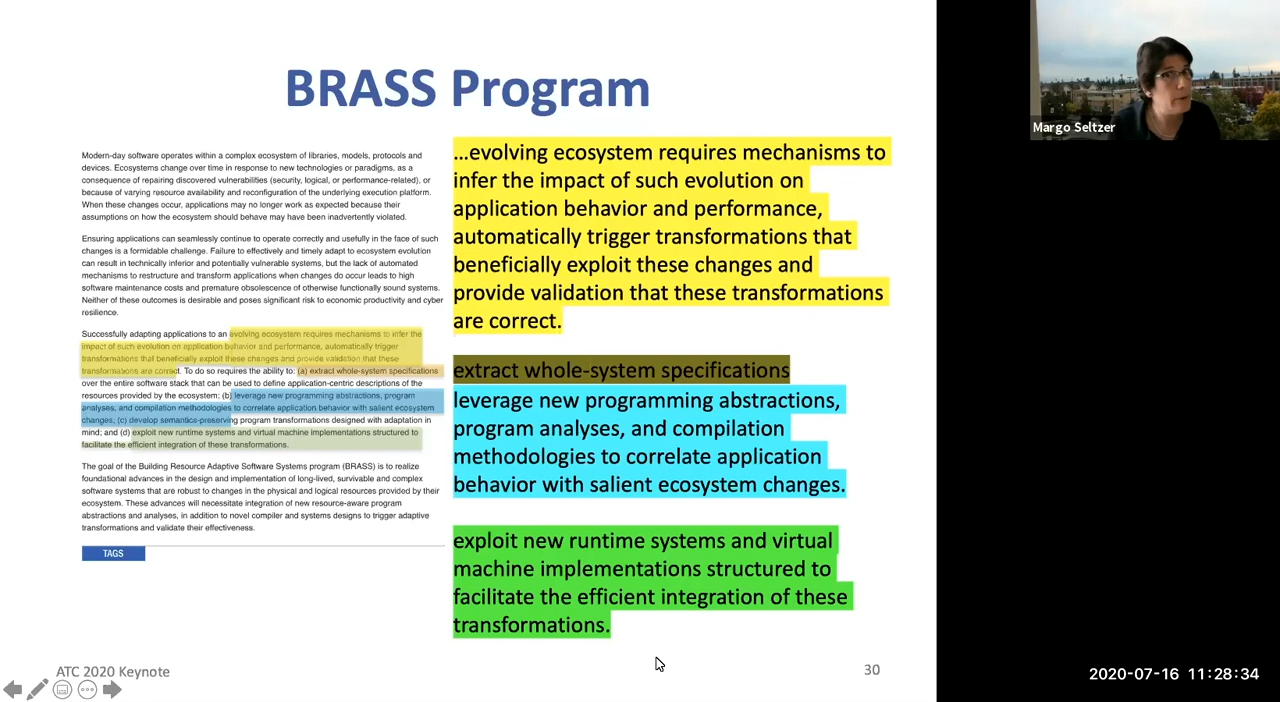 BRASS Program
Modern-day software operates within a complex ecosystem of libraries, models, protocols and
devices. Ecosystems change over time in response to new technologies or paradigms, as a
consequence of repairing discovered vulnerabilities (security, logical, or performance-related), or
because of varying resource availability and reconfiguration of the underlying execution platform.
When these changes occur, applications may no longer work as expected because their
assumptions on how the ecosystem should behave may have been inadvertently violated.
Ensuring applications can seamlessly continue to operate correctly and usefully in the face of such
changes is a formidable challenge. Failure to effectively and timely adapt to ecosystem evolution
can result in technically inferior and potentially vulnerable systems, but the lack of automated
mechanisms to restructure and transform applications when changes do occur leads to high
software maintenance costs and premature obsolescence of otherwise functionally sound systems.
Neither of these outcomes is desirable and poses significant risk to economic productivity and cyber
resilience.
Successfully adapting applications to an evolving ecosystem requires mechanisms to infer the
impact of such evolution on application behavior and performance, automatically trigger
transformations that beneficially exploit these changes and provide validation that these
transformations are correct. To do so requires the ability to: (a) extract whole-system specifications
over the entire software stack that can be used to define application-centric descriptions of the
resources provided by the ecosystem; (b) leverage new programming abstractions, program
analyses, and compilation methodologies to correlate application behavior with salient ecosystem
changes, (c) develop semantics-preserving program transformations designed with adaptation in
mind; and (d) exploit new runtime systems and virtual machine implementations structured to
facilitate the efficient integration of these transformations.
The goal of the Building Resource Adaptive Software Systems program (BRASS) is to realize
foundational advances in the design and implementation of long-lived, survivable and complex
software systems that are robust to changes in the physical and logical resources provided by their
ecosystem. These advances will necessitate integration of new resource-aware program
abstractions and analyses, in addition to novel compiler and systems designs to trigger adaptive
transformations and validate their effectiveness.
TAGS
...evolving ecosystem requires mechanisms to
infer the impact of such evolution on
application behavior and performance,
automatically trigger transformations that
beneficially exploit these changes and
provide validation that these transformations
are correct.
extract whole-system specifications
leverage new programming abstractions,
program analyses, and compilation
methodologies to correlate application
behavior with salient ecosystem changes.
exploit new runtime systems and virtual
machine implementations structured to
facilitate the efficient integration of these
transformations.
ATC 2020 Keynote
30
Margo Seltzer
2020-07-16 11:28:34